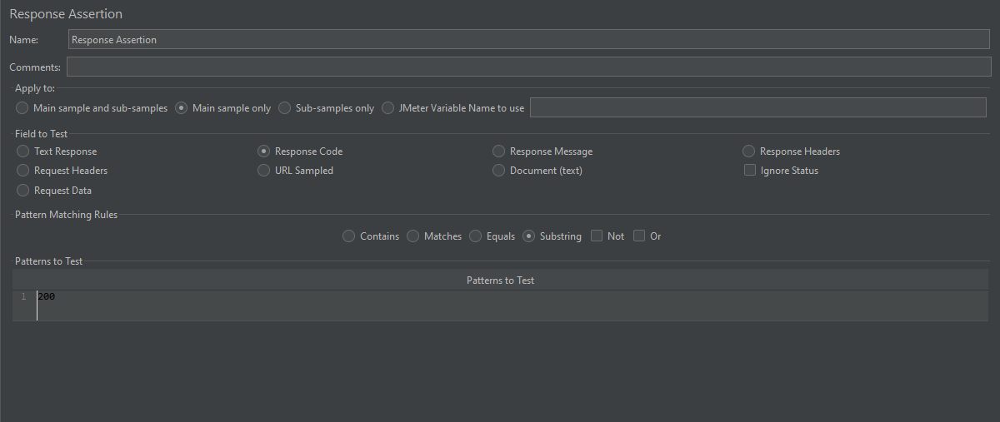 Response Assertion
Name: Response Assertion
Comments:
Apply to:
Main sample and sub-samples Main sample only Sub-samples only JMeter Variable Name to use
Field to Test
Text Response Response Code Response Message Response Headers
Request Headers URL Sampled Document (text) Ignore Status
Request Data
Pattern Matching Rules
Contains Matches Equals Substring Not Or
Patterns to Test
Patterns to Test
1 200